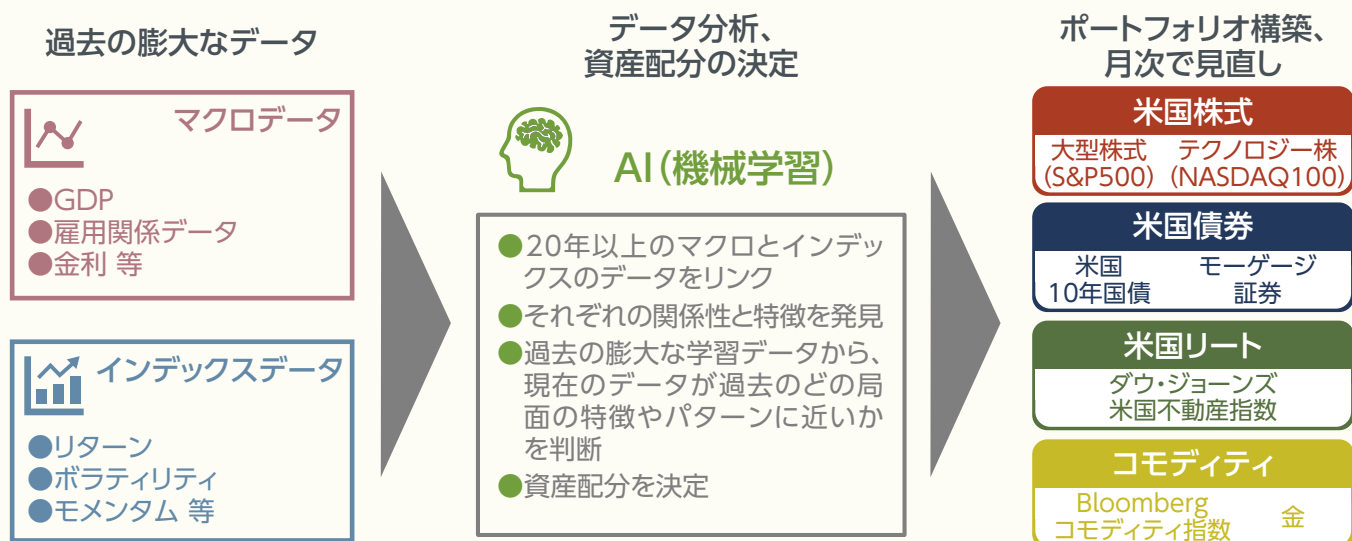 過去の膨大なデータ
マクロデータ
●GDP
●雇用関係データ
●金利 等
インデックスデータ
●リターン
●ボラティリティ
●モメンタム 等
データ分析、
資産配分の決定
AI(機械学習)
●20年以上のマクロとインデッ
クスのデータをリンク
●それぞれの関係性と特徴を発見
●過去の膨大な学習データから、
現在のデータが過去のどの局
面の特徴やパターンに近いか
を判断
●資産配分を決定
ポートフォリオ構築、
月次で見直し
米国株式
大型株式 テクノロジー株
(S&P500) (NASDAQ100)
米国債券
米国 モーゲージ
10年国債 証券
米国リート
ダウ・ジョーンズ
米国不動産指数
コモディティ
Bloomberg
コモディティ指数 金